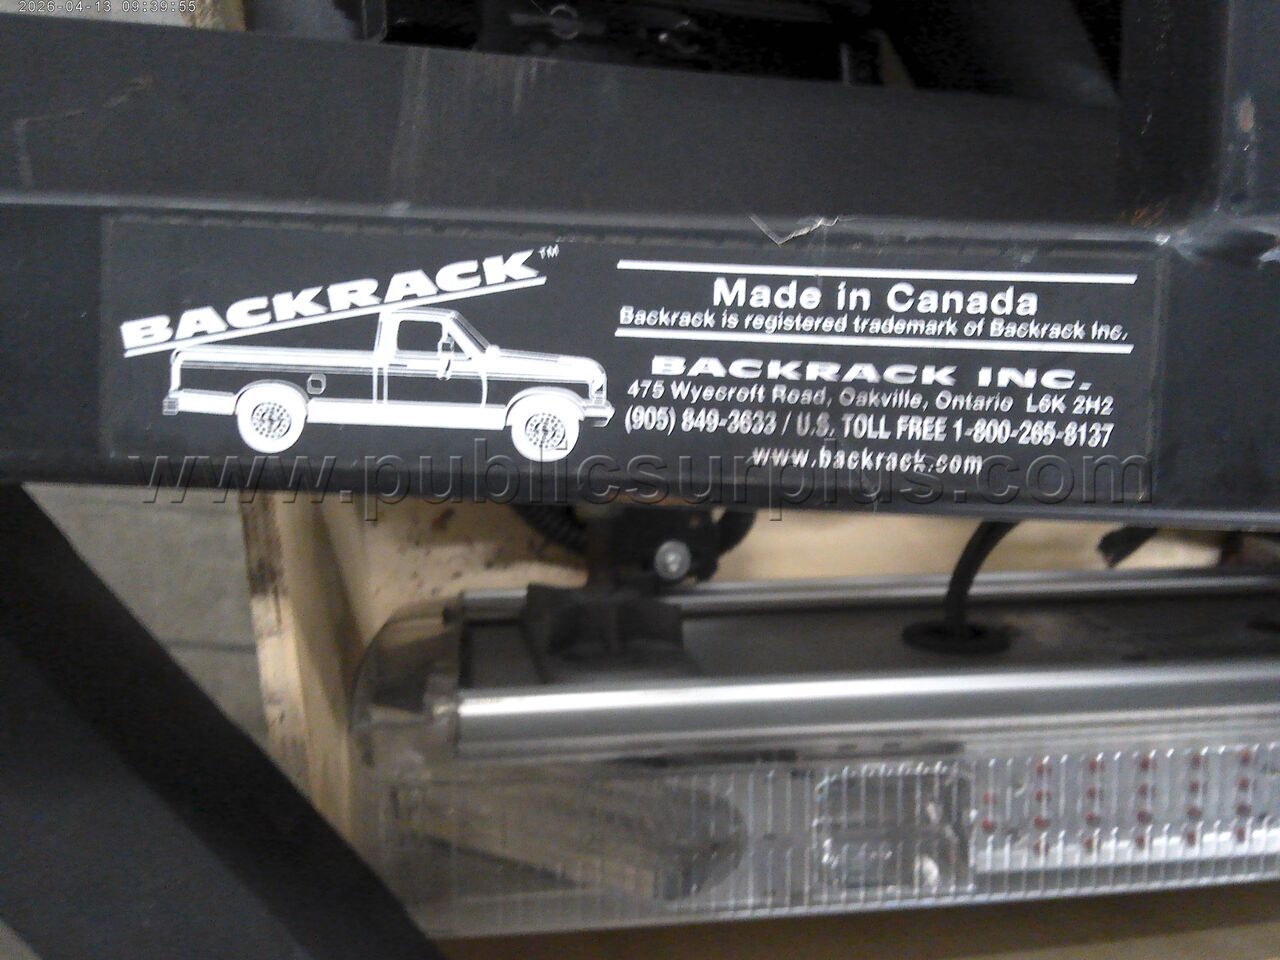 2026-04-13 09:39:55
BACKRACK™
Made in Canada
Backrack is registered trademark of Backrack Inc.
BACKRACK INC.
475 Wyecroft Road, Oakville, Ontario L6K 2H2
(905) 849-3633 / U.S. TOLL FREE 1-800-265-8137
www.backrack.com
www.publicsurplus.com